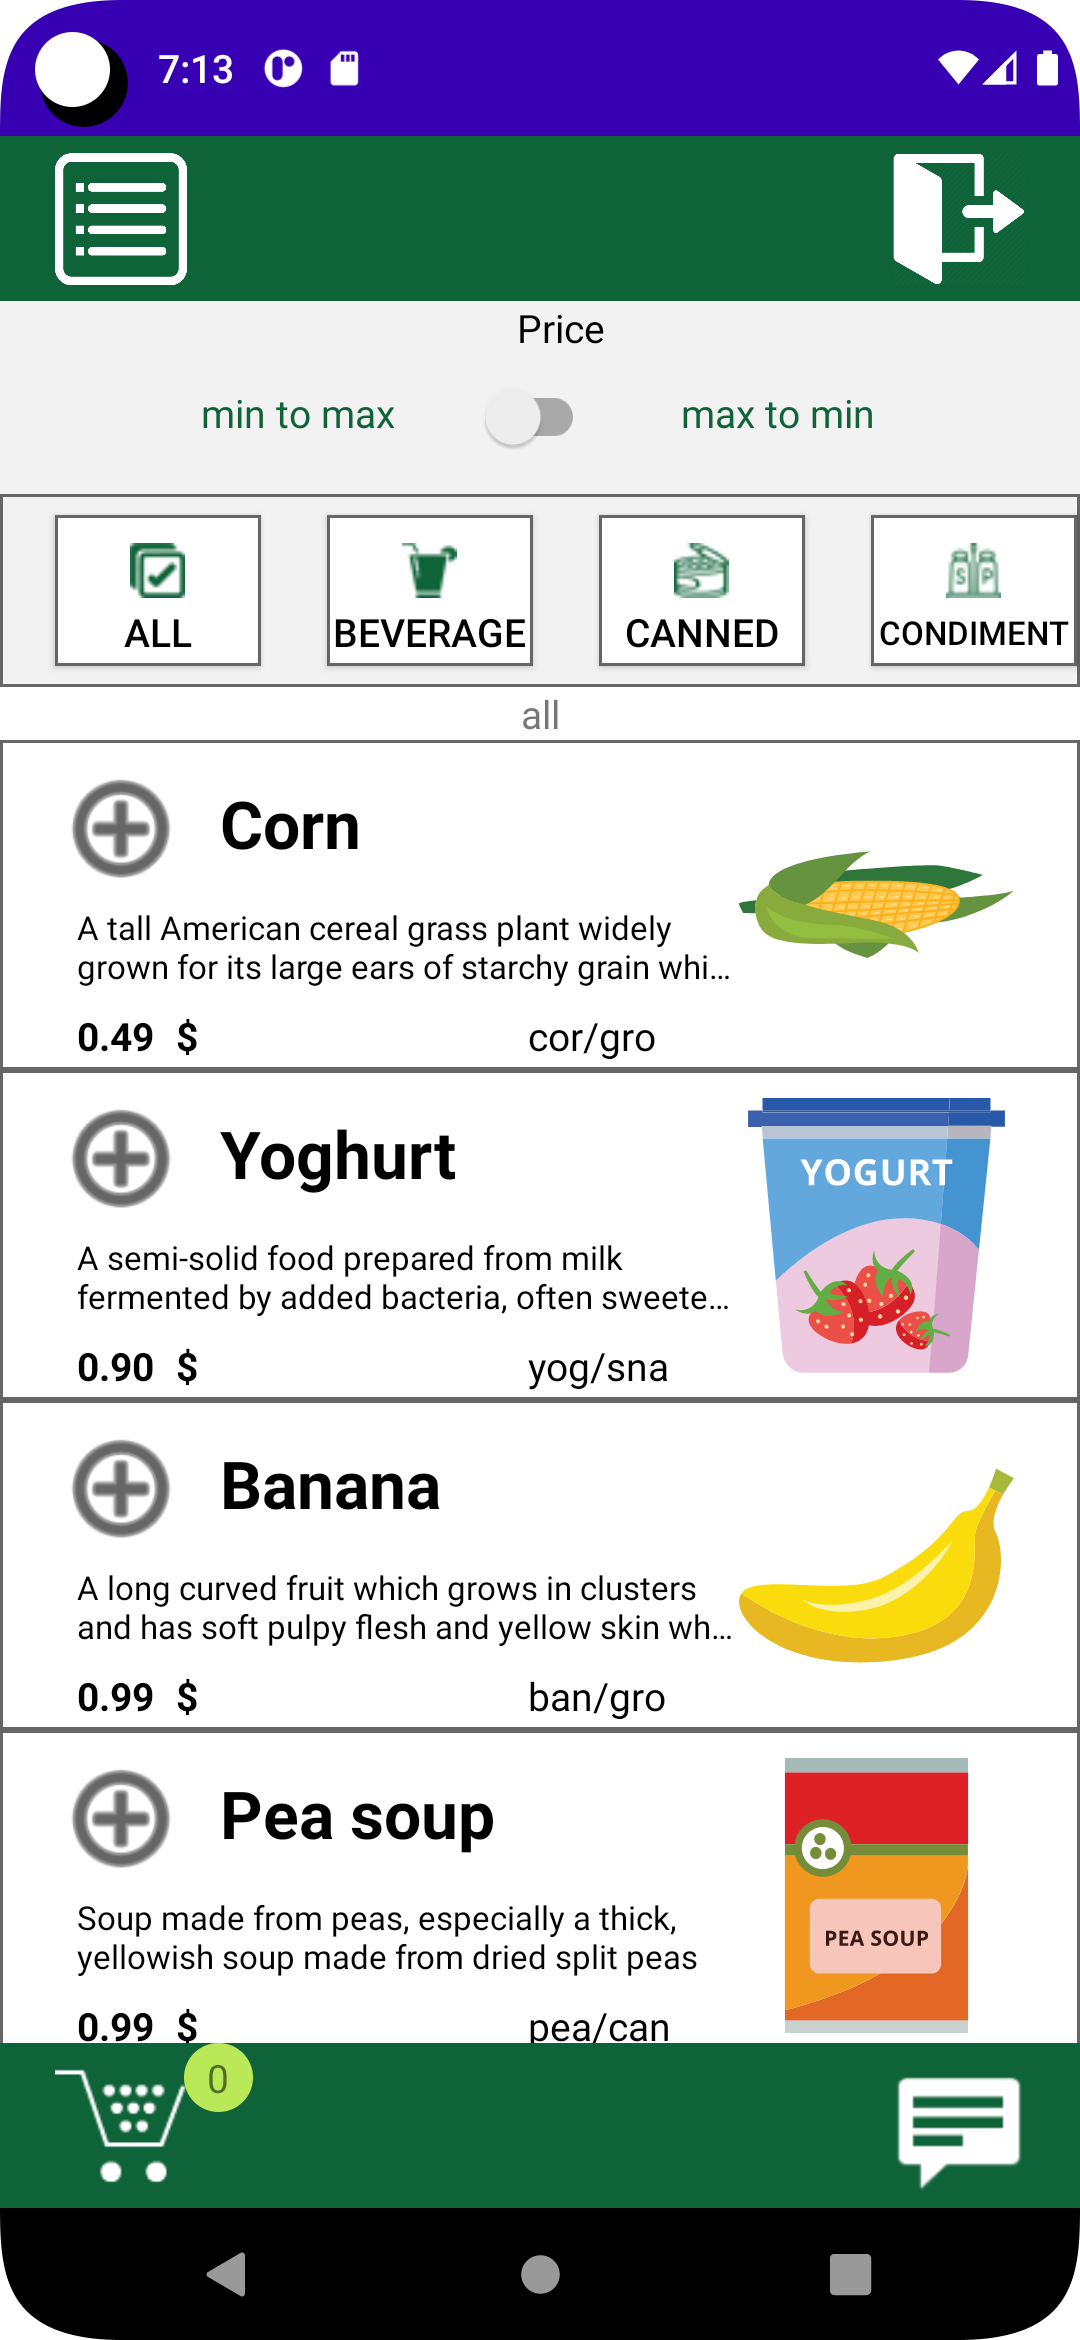 7:13
Price
min to max
max to min
ALL
BEVERAGE
CANNED
S P
CONDIMENT
all
Corn
A tall American cereal grass plant widely
grown for its large ears of starchy grain whi...
0.49 $
cor/gro
Yoghurt
YOGURT
A semi-solid food prepared from milk
fermented by added bacteria, often sweete...
0.90 $
yog/sna
Banana
A long curved fruit which grows in clusters
and has soft pulpy flesh and yellow skin wh...
0.99 $
ban/gro
Pea soup
Soup made from peas, especially a thick,
yellowish soup made from dried split peas
PEA SOUP
0.99 $
pea/can
0